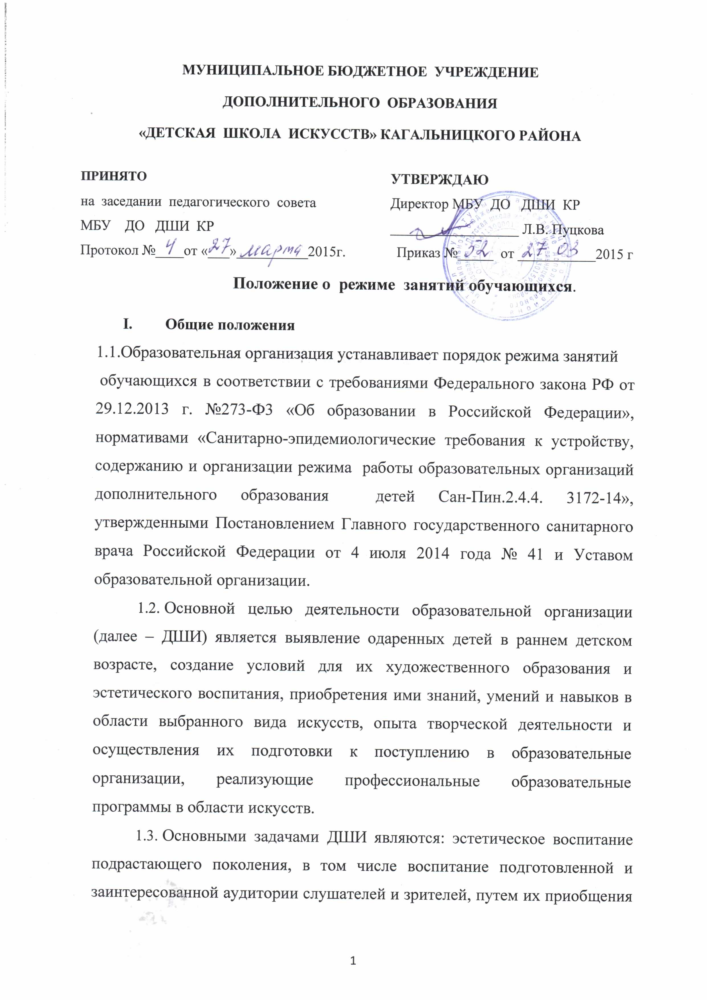 МУНИЦИПАЛЬНОЕ БЮДЖЕТНОЕ УЧРЕЖДЕНИЕ
ДОПОЛНИТЕЛЬНОГО ОБРАЗОВАНИЯ
«ДЕТСКАЯ ШКОЛА ИСКУССТВ» КАГАЛЬНИЦКОГО РАЙОНА
ПРИНЯТО
на заседании педагогического совета
МБУ ДО ДШИ КР
Протокол № 4 от «27» марта 2015г.
УТВЕРЖДАЮ
Директор МБУ ДО ДШИ КР
Л.В. Пуцкова
Приказ № 52 от 27 03 2015 г
Положение о режиме занятий обучающихся.
I. Общие положения
1.1.Образовательная организация устанавливает порядок режима занятий
обучающихся в соответствии с требованиями Федерального закона РФ от
29.12.2013 г. №273-ФЗ «Об образовании в Российской Федерации»,
нормативами «Санитарно-эпидемиологические требования к устройству,
содержанию и организации режима работы образовательных организаций
дополнительного образования детей Сан-Пин.2.4.4. 3172-14»,
утвержденными Постановлением Главного государственного санитарного
врача Российской Федерации от 4 июля 2014 года № 41 и Уставом
образовательной организации.
1.2. Основной целью деятельности образовательной организации
(далее – ДШИ) является выявление одаренных детей в раннем детском
возрасте, создание условий для их художественного образования и
эстетического воспитания, приобретения ими знаний, умений и навыков в
области выбранного вида искусств, опыта творческой деятельности и
осуществления их подготовки к поступлению в образовательные
организации, реализующие профессиональные образовательные
программы в области искусств.
1.3. Основными задачами ДШИ являются: эстетическое воспитание
подрастающего поколения, в том числе воспитание подготовленной и
заинтересованной аудитории слушателей и зрителей, путем их приобщения
1